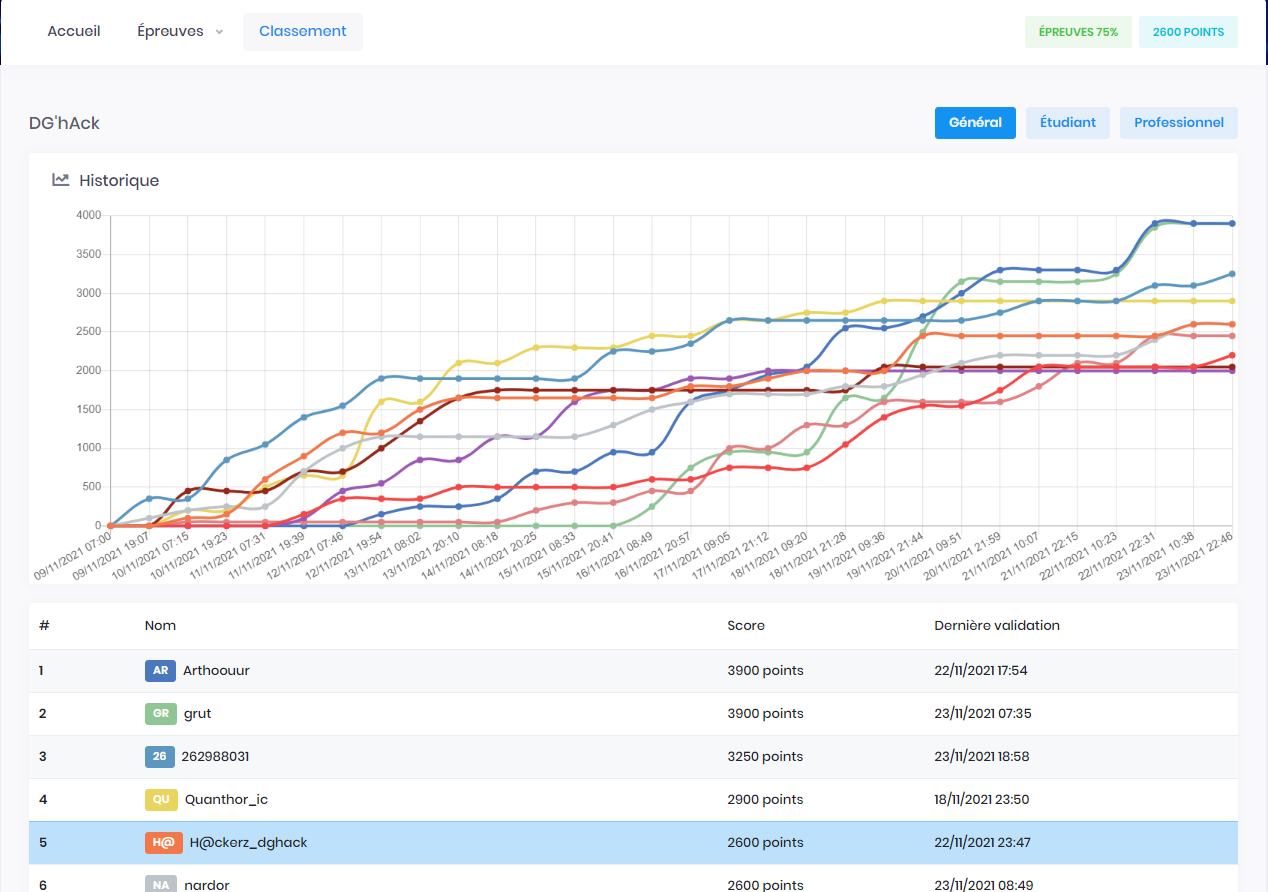 Accueil Épreuves Classement ÉPREUVES 75% 2600 POINTS
DG'hAck Général Étudiant Professionnel
Historique
4000
3500
3000
2500
2000
1500
1000
500
0
09/11/2021 07:00 09/11/2021 19:07 10/11/2021 07:15 10/11/2021 19:23 11/11/2021 07:31 11/11/2021 19:39 12/11/2021 07:46 12/11/2021 19:54 13/11/2021 08:02 13/11/2021 20:10 14/11/2021 08:18 14/11/2021 20:25 15/11/2021 08:33 15/11/2021 20:41 16/11/2021 08:49 16/11/2021 20:57 17/11/2021 09:05 17/11/2021 21:12 18/11/2021 09:20 18/11/2021 21:28 19/11/2021 09:36 19/11/2021 21:44 20/11/2021 09:51 20/11/2021 21:59 21/11/2021 10:07 21/11/2021 22:15 22/11/2021 10:23 22/11/2021 22:31 23/11/2021 10:38 23/11/2021 22:46
# Nom Score Dernière validation
1 AR Arthoouur 3900 points 22/11/2021 17:54
2 GR grut 3900 points 23/11/2021 07:35
3 26 262988031 3250 points 23/11/2021 18:58
4 QU Quanthor_ic 2900 points 18/11/2021 23:50
5 H@ H@ckerz_dghack 2600 points 22/11/2021 23:47
6 NA nardor 2600 points 23/11/2021 08:49